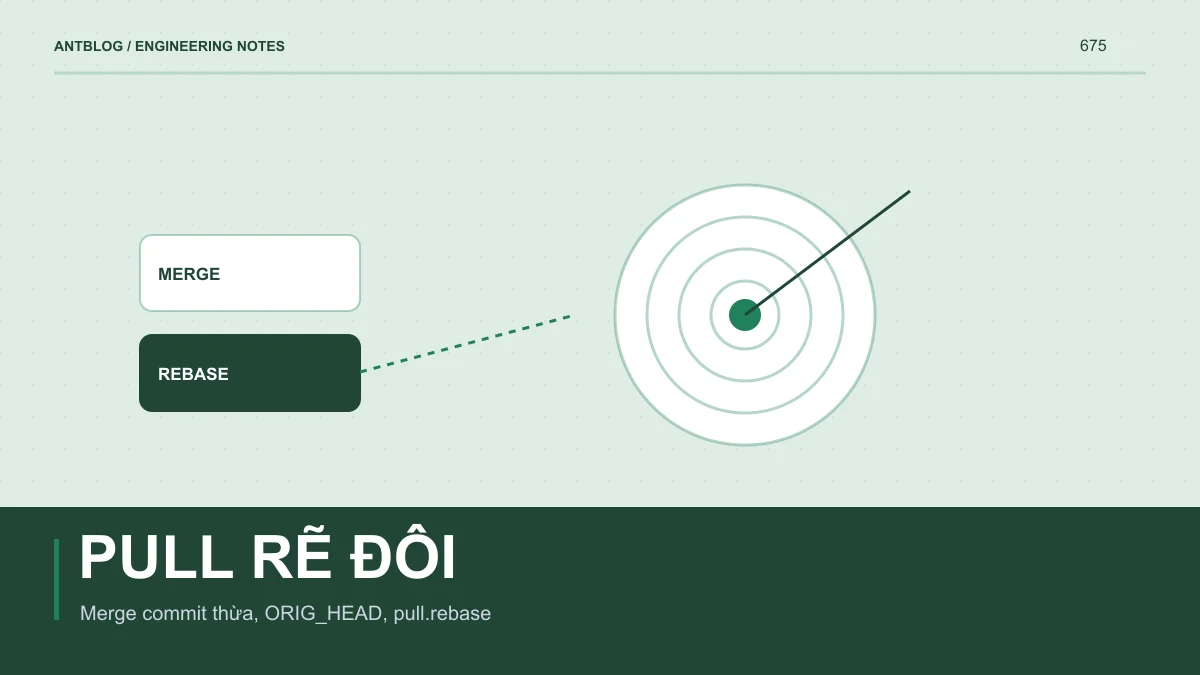 ANTBLOG / ENGINEERING NOTES
675
MERGE
REBASE
PULL RẼ ĐÔI
Merge commit thừa, ORIG_HEAD, pull.rebase